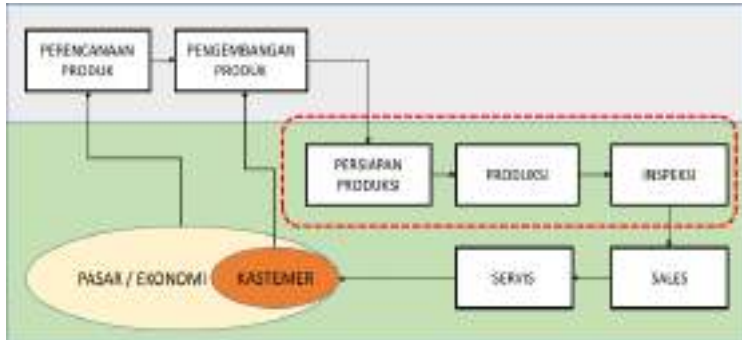 PERENCANAAN
PRODUK
PENGEMBANGAN
PRODUK
PERSIAPAN
PRODUKSI
PRODUKSI
INSPEKSI
PASAR / EKONOMI
KASTEMER
SERVIS
SALES